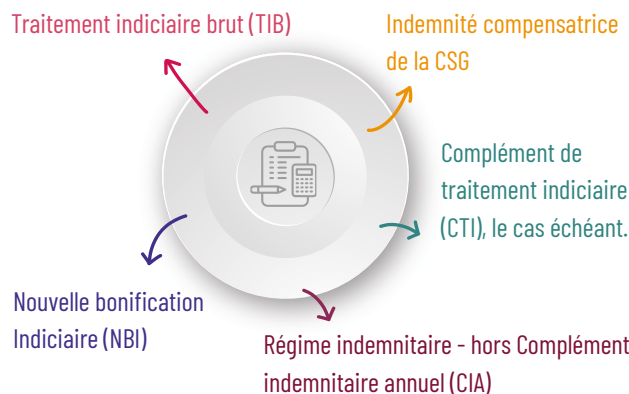 Traitement indiciaire brut (TIB)
Indemnité compensatrice
de la CSG
Complément de
traitement indiciaire
(CTI), le cas échéant.
Nouvelle bonification
Indiciaire (NBI)
Régime indemnitaire - hors Complément
indemnitaire annuel (CIA)